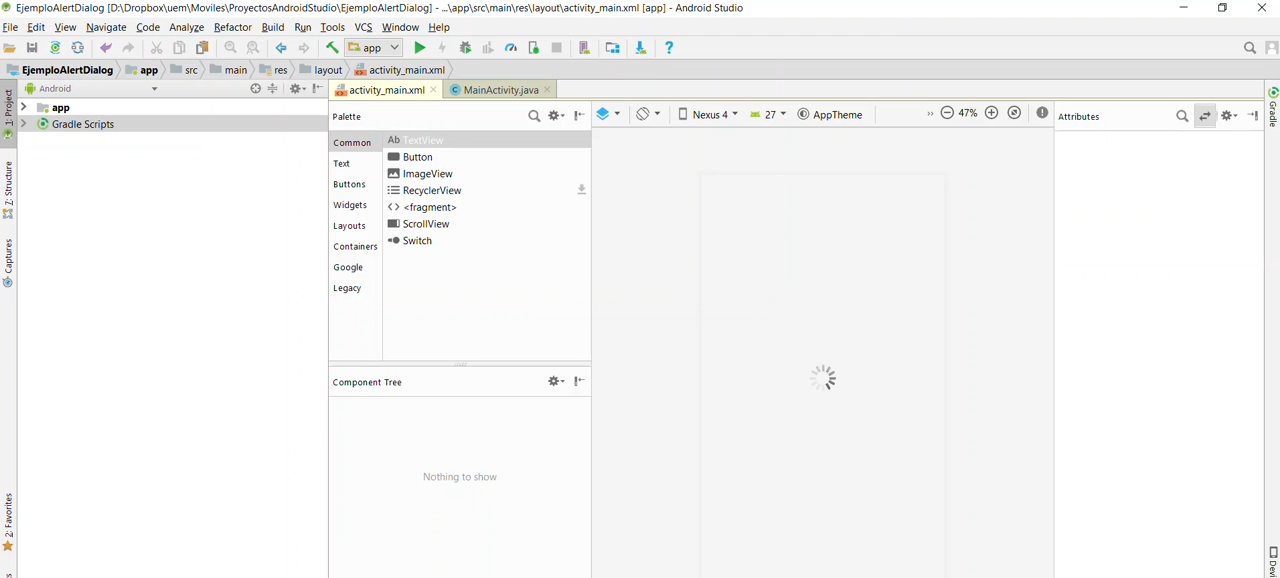 EjemploAlertDialog [D:\Dropbox\uem\Moviles\ProyectosAndroidStudio\EjemploAlertDialog] - ...\app\src\main\res\layout\activity_main.xml [app] - Android Studio
File Edit View Navigate Code Analyze Refactor Build Run Tools VCS Window Help
app
EjemploAlertDialog app src main res layout activity_main.xml
Android
activity_main.xml
MainActivity.java
1: Project
Z: Structure
Captures
2: Favorites
app
Gradle Scripts
Palette
Common
Text
Buttons
Widgets
Layouts
Containers
Google
Legacy
Ab TextView
Button
ImageView
RecyclerView
<fragment>
ScrollView
Switch
Component Tree
Nothing to show
Nexus 4
27
AppTheme
47%
Attributes
Gradle